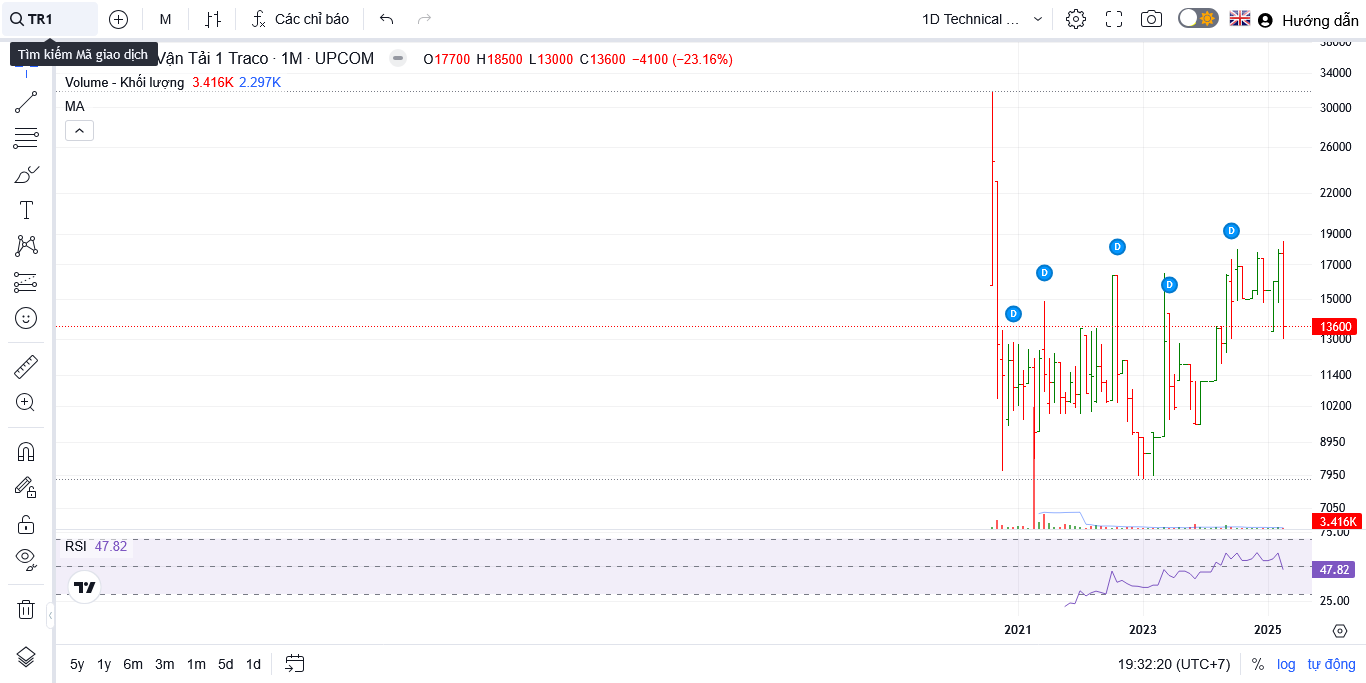 TR1
M
Các chỉ báo
1D Technical ...
Hướng dẫn
Tìm kiếm Mã giao dịch
Vận Tải 1 Traco · 1M · UPCOM
O17700 H18500 L13000 C13600 −4100 (−23.16%)
Volume - Khối lượng 3.416K 2.297K
MA
38000
34000
30000
26000
22000
19000
17000
15000
13600
13000
11400
10200
8950
7950
7050
3.416K
D
D
D
D
D
75.00
RSI 47.82
47.82
25.00
2021
2023
2025
5y 1y 6m 3m 1m 5d 1d
19:32:20 (UTC+7)
% log tự động